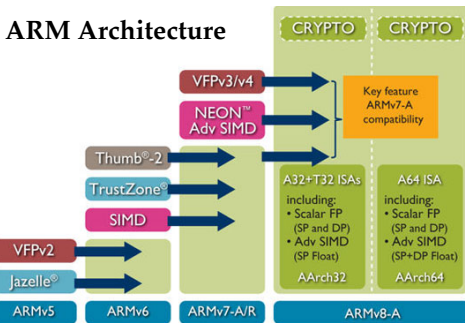 ARM Architecture
CRYPTO
CRYPTO
VFPv3/v4
NEON™
Adv SIMD
Key feature
ARMv7-A
compatibility
Thumb®-2
TrustZone®
SIMD
VFPv2
Jazelle®
A32+T32 ISAs
including:
• Scalar FP
(SP and DP)
• Adv SIMD
(SP Float)
AArch32
A64 ISA
including:
• Scalar FP
(SP and DP)
• Adv SIMD
(SP+DP Float)
AArch64
ARMv5
ARMv6
ARMv7-A/R
ARMv8-A